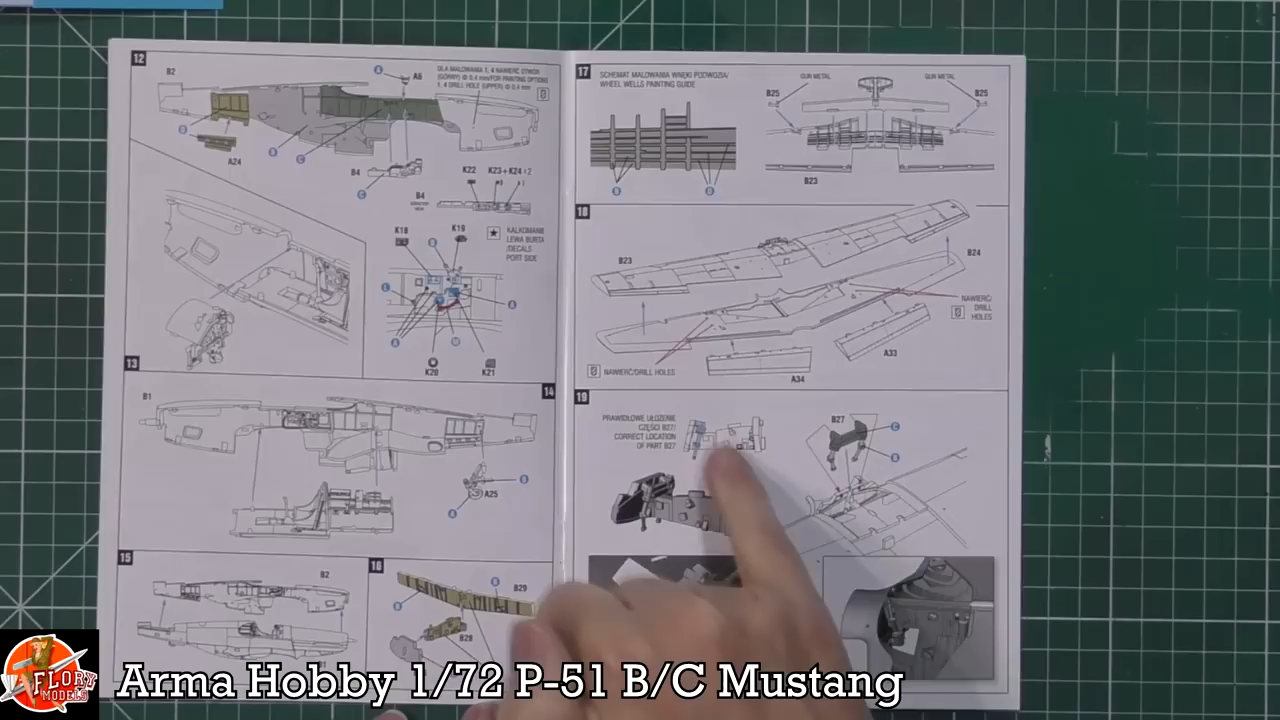 12
B2
A
A6
DLA MALOWANIA 1, 4 NAWIERĆ OTWÓR
(GÓRNY) Φ 0.4 mm/FOR PAINTING OPTIONS
1, 4 DRILL HOLE (UPPER) Φ 0.4 mm
A24
B
C
B4
C
K22
K23+K24
B4
K18
K19
B
KALKOMANIE
LEWA BURTA
/DECALS
PORT SIDE
A
A
K20
K21
13
B1
14
A25
B
A
15
B2
16
B
B29
B
B28
17
SCHEMAT MALOWANIA WNĘKI PODWOZIA/
WHEEL WELLS PAINTING GUIDE
GUN METAL
GUN METAL
B25
B25
B23
18
B23
B24
NAWIERĆ/
DRILL
HOLES
A33
NAWIERĆ/DRILL HOLES
A34
19
PRAWIDŁOWE UŁOŻENIE
CZĘŚCI B27/
CORRECT LOCATION
OF PART B27
B27
C
B
FLORY
MODELS
Arma Hobby 1/72 P-51 B/C Mustang